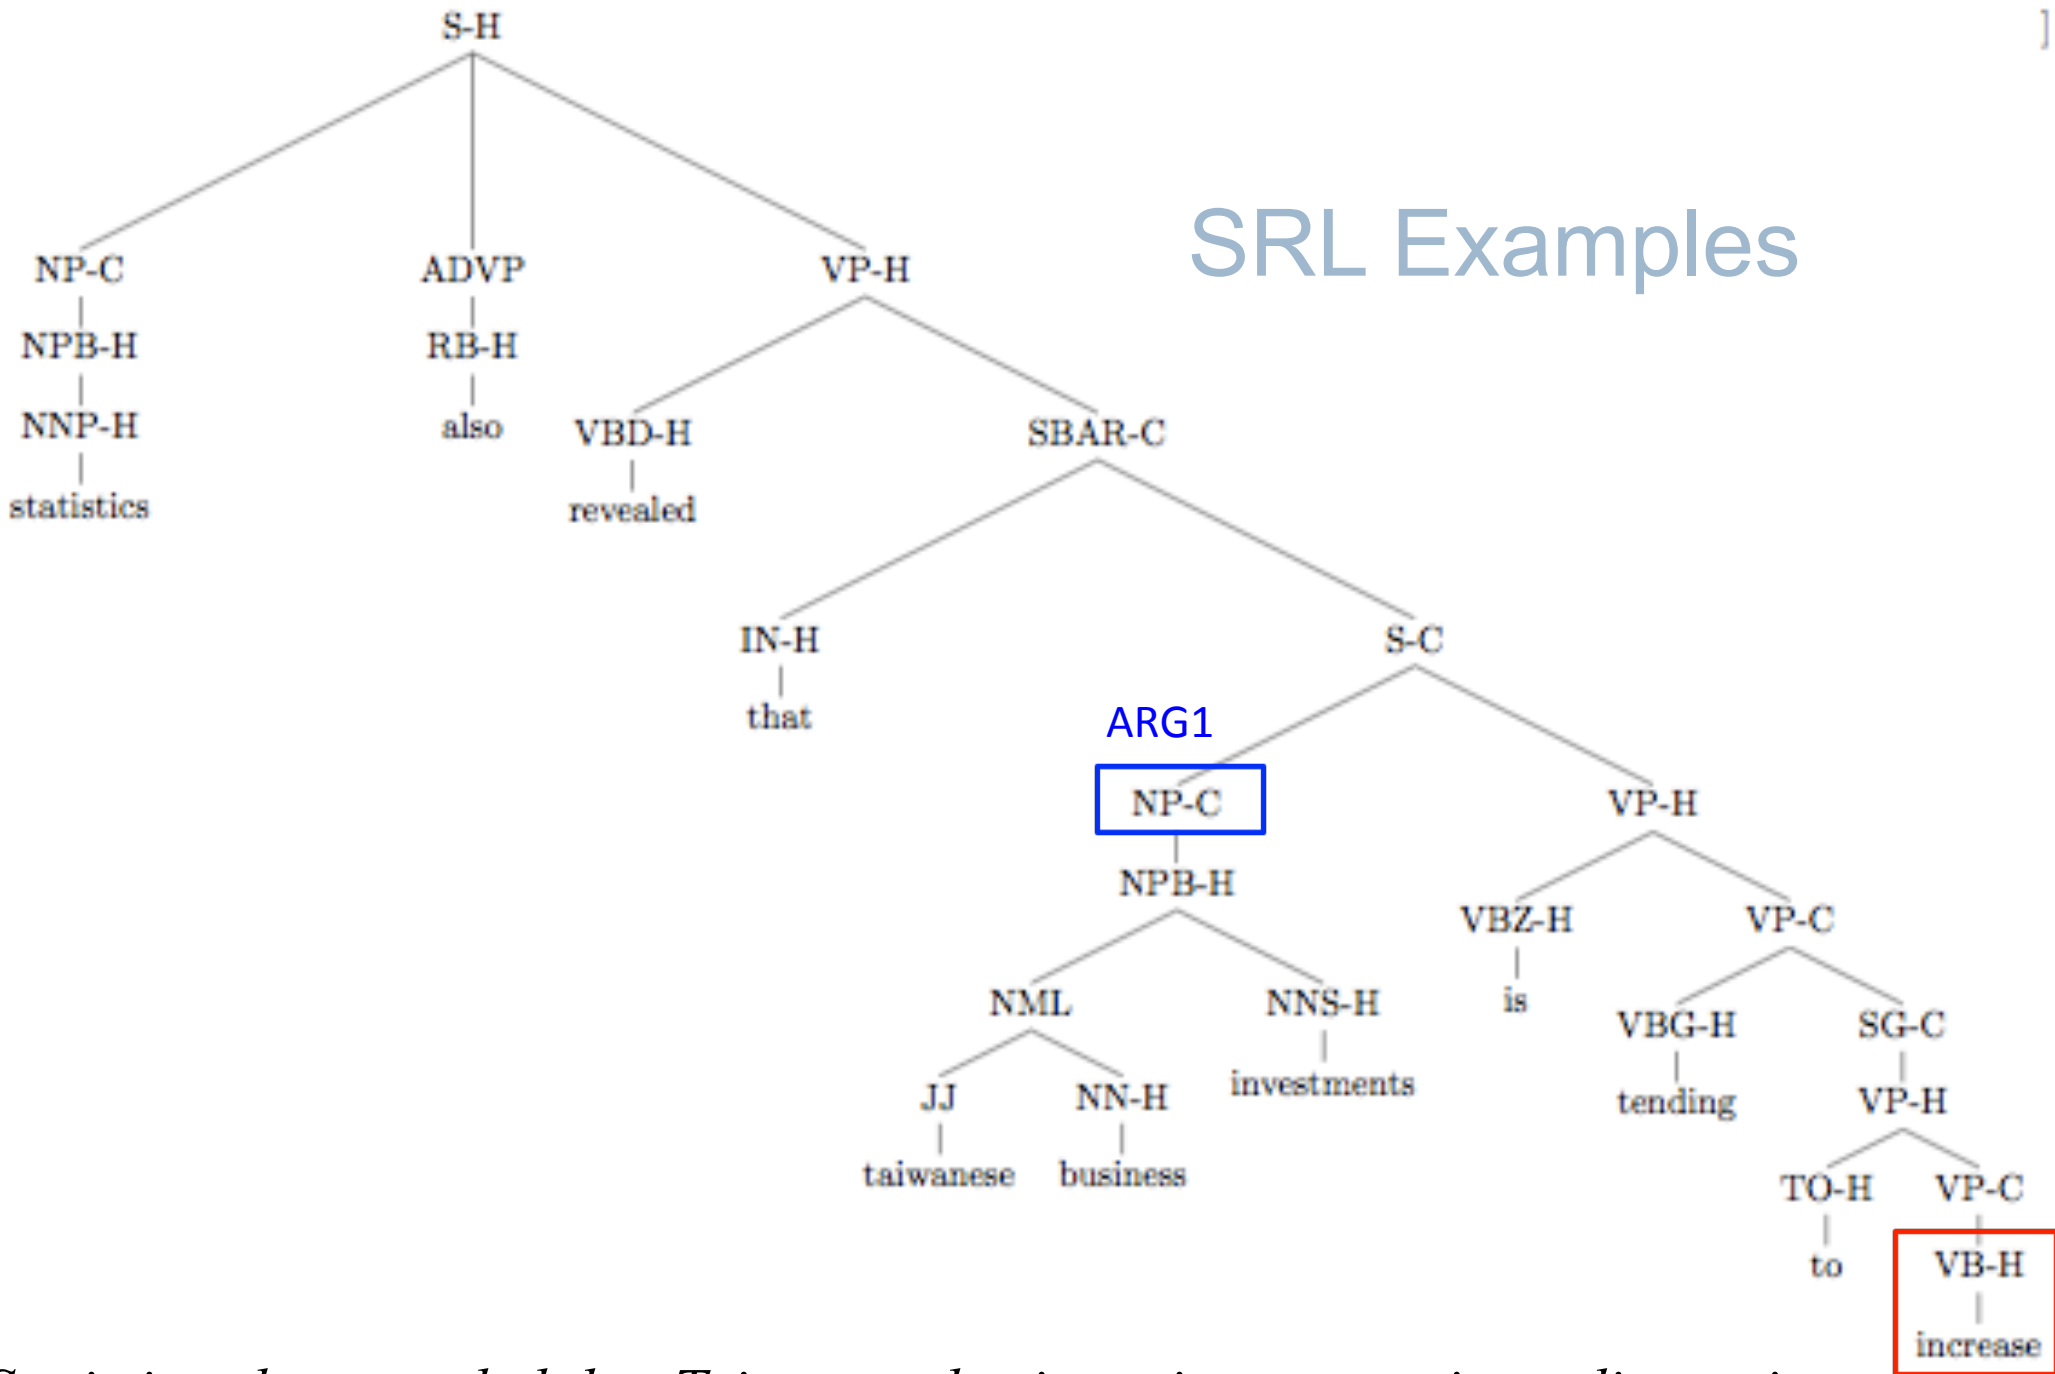 S-H ]
SRL Examples
NP-C ADVP VP-H
NPB-H RB-H
NNP-H also VBD-H SBAR-C
statistics revealed
IN-H S-C
that ARG1
NP-C VP-H
NPB-H VBZ-H VP-C
NML NNS-H is VBG-H SG-C
JJ NN-H investments tending VP-H
taiwanese business TO-H VP-C
to VB-H
increase